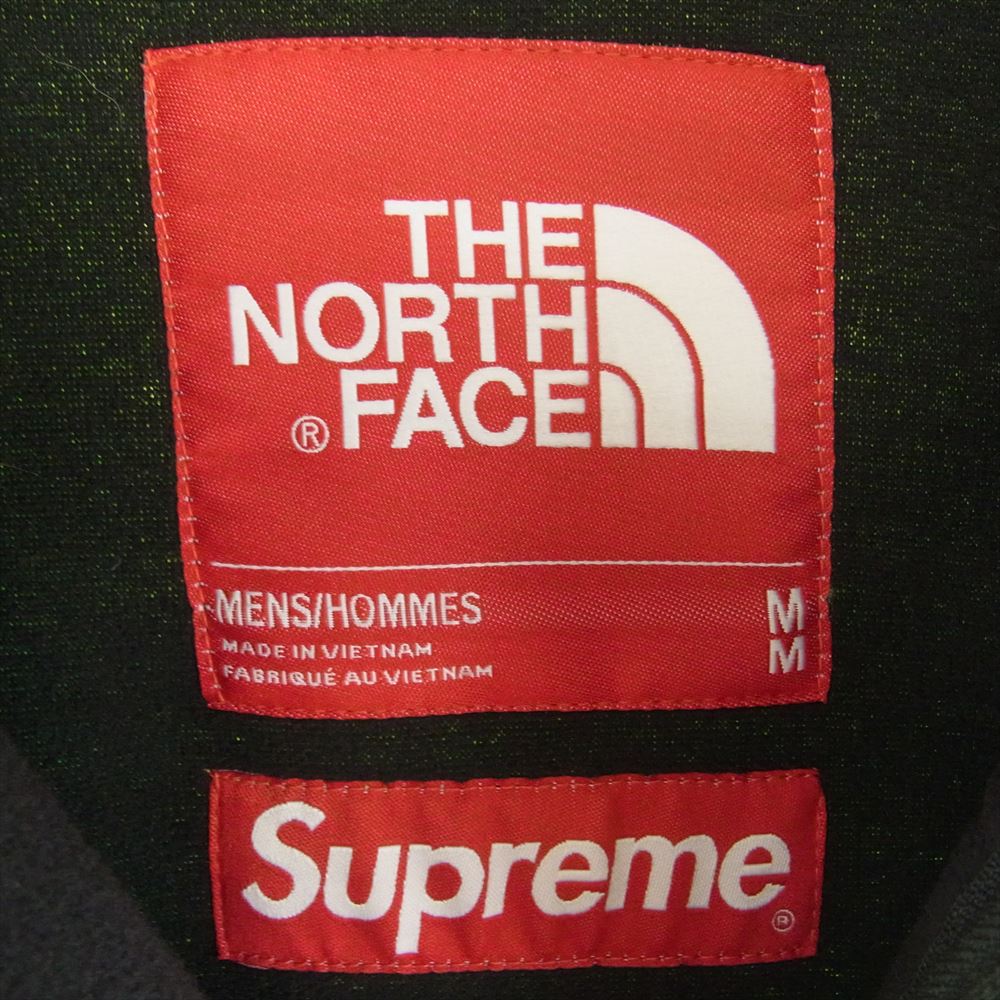 THE
NORTH
® FACE
MENS/HOMMES M
MADE IN VIETNAM M
FABRIQUÉ AU VIETNAM
Supreme®